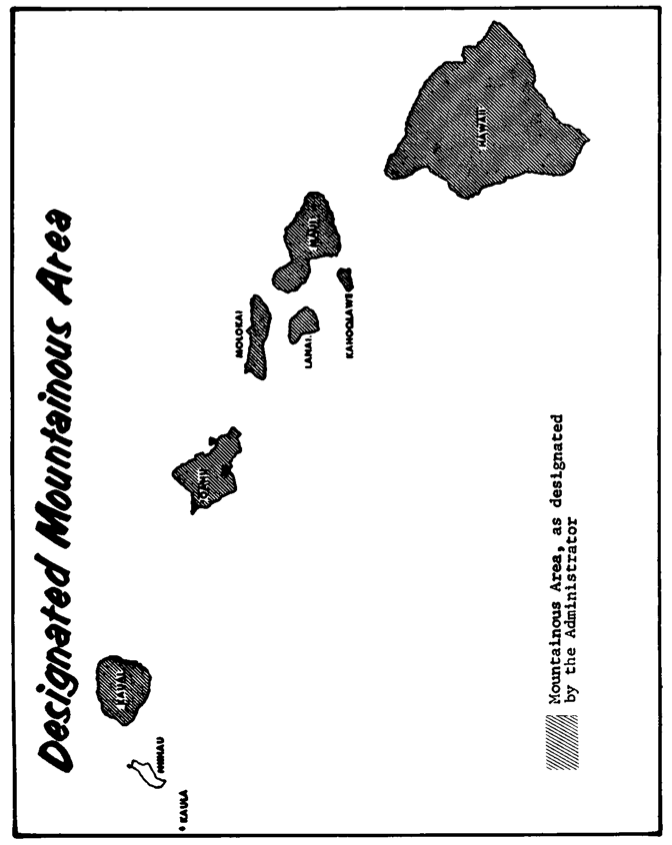 Designated Mountainous Area
KAULA
NIIHAU
KAUAI
OAHU
MOLOKAI
LANAI
KAHOOLAWE
MAUI
HAWAII
Mountainous Area, as designated
by the Administrator